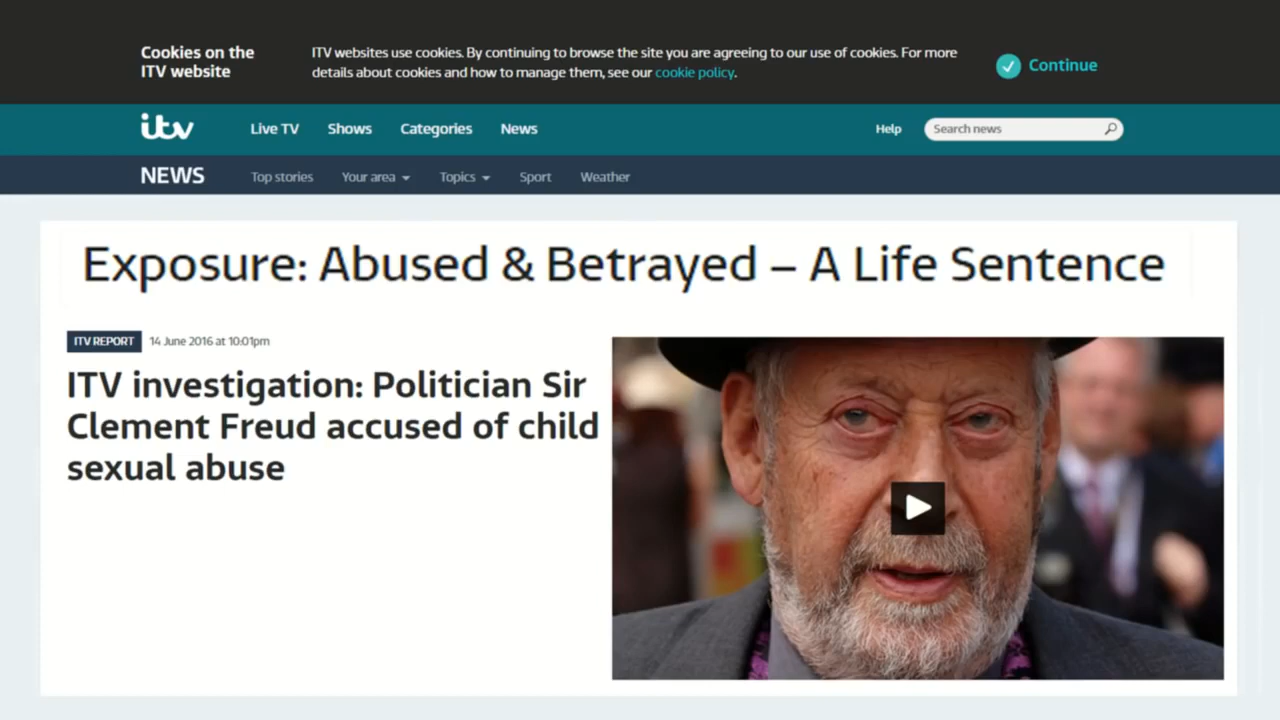 Cookies on the
ITV website
ITV websites use cookies. By continuing to browse the site you are agreeing to our use of cookies. For more
details about cookies and how to manage them, see our cookie policy.
Continue
itv
Live TV
Shows
Categories
News
Help
Search news
NEWS
Top stories
Your area
Topics
Sport
Weather
Exposure: Abused & Betrayed – A Life Sentence
ITV REPORT
14 June 2016 at 10:01pm
ITV investigation: Politician Sir
Clement Freud accused of child
sexual abuse